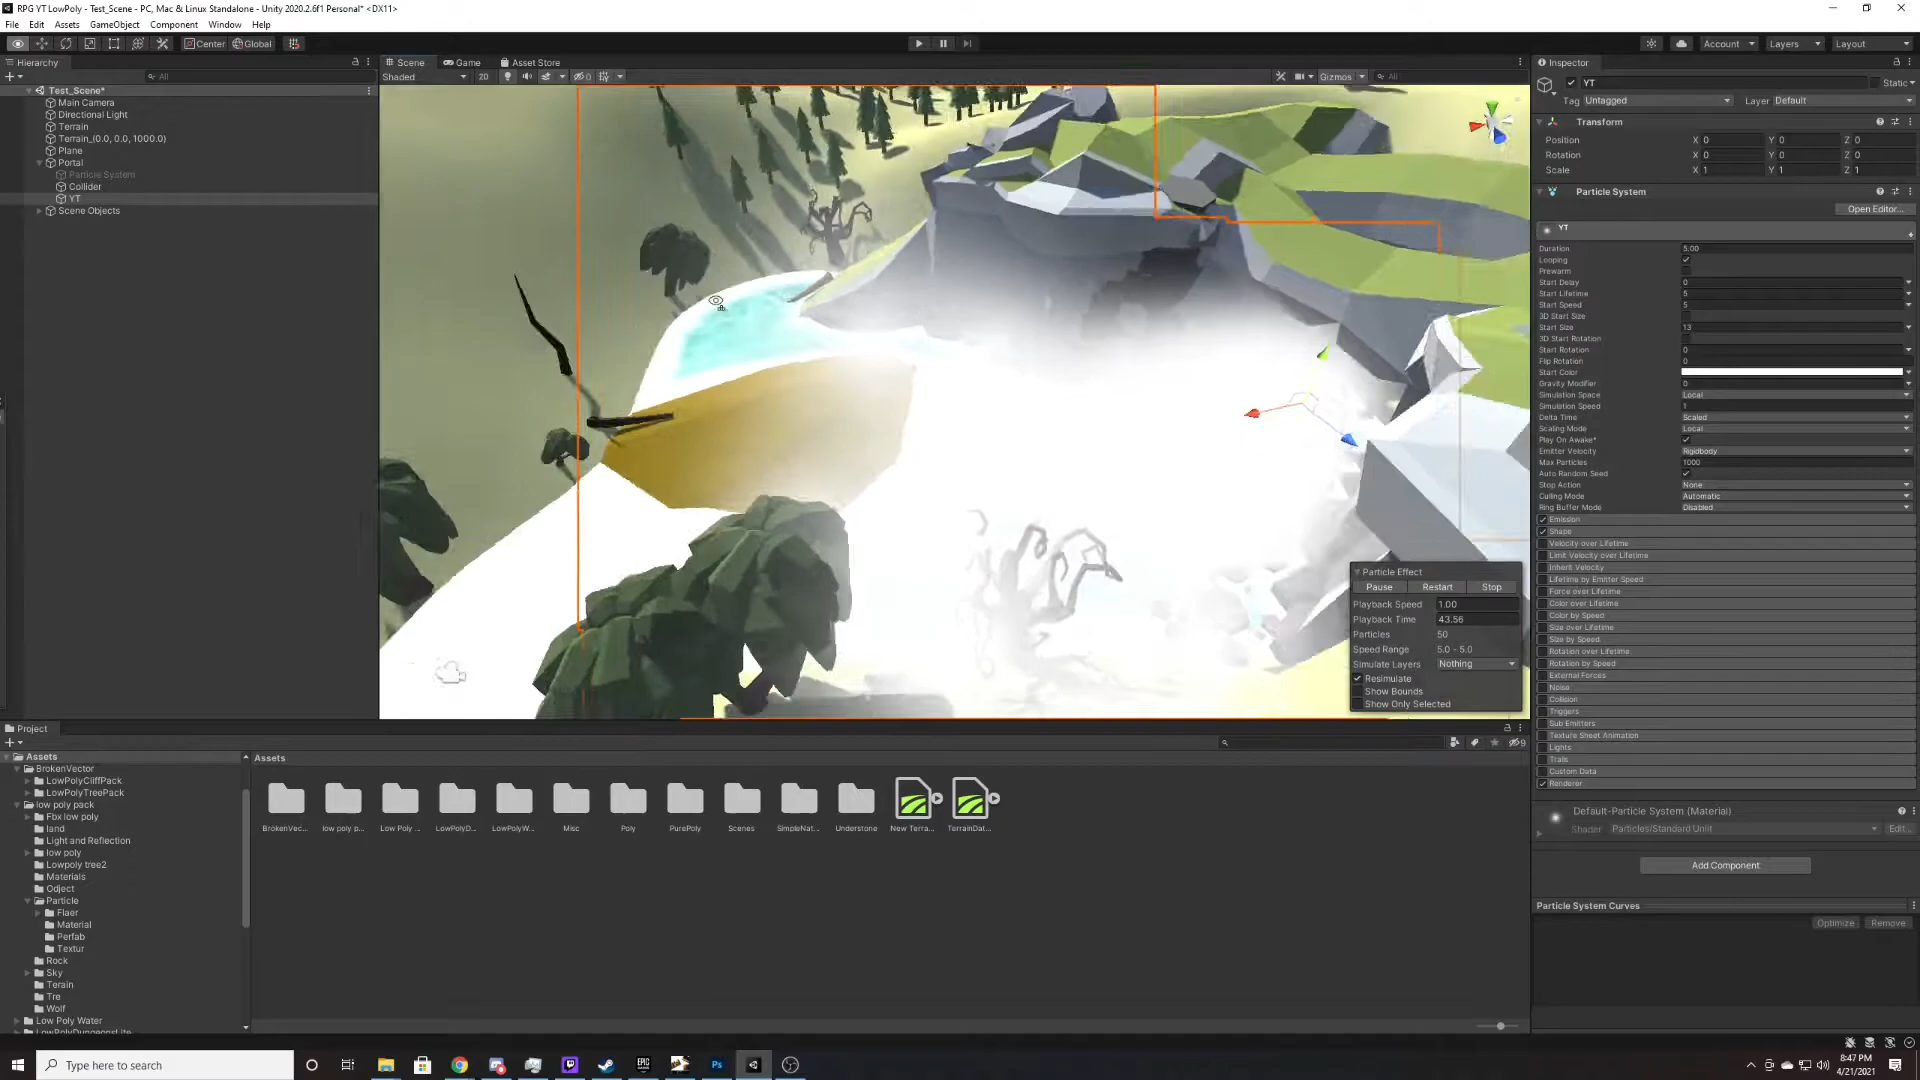 RPG YT LowPoly - Test_Scene - PC, Mac & Linux Standalone - Unity 2020.2.6f1 Personal* <DX11>
File Edit Assets GameObject Component Window Help
Center Global
Account Layers Layout
Hierarchy
All
Test_Scene*
Main Camera
Directional Light
Terrain
Terrain_(0.0, 0.0, 1000.0)
Plane
Portal
Particle System
Collider
YT
Scene Objects
Scene Game Asset Store
Shaded 2D 0 Gizmos All
Particle Effect
Pause Restart Stop
Playback Speed 1.00
Playback Time 43.56
Particles 50
Speed Range 5.0 - 5.0
Simulate Layers Nothing
Resimulate
Show Bounds
Show Only Selected
Inspector
YT Static
Tag Untagged Layer Default
Transform
Position X 0 Y 0 Z 0
Rotation X 0 Y 0 Z 0
Scale X 1 Y 1 Z 1
Particle System
Open Editor...
YT
Duration 5.00
Looping
Prewarm
Start Delay 0
Start Lifetime 5
Start Speed 5
3D Start Size
Start Size 13
3D Start Rotation
Start Rotation 0
Flip Rotation 0
Start Color
Gravity Modifier 0
Simulation Space Local
Simulation Speed 1
Delta Time Scaled
Scaling Mode Local
Play On Awake*
Emitter Velocity Rigidbody
Max Particles 1000
Auto Random Seed
Stop Action None
Culling Mode Automatic
Ring Buffer Mode Disabled
Emission
Shape
Velocity over Lifetime
Limit Velocity over Lifetime
Inherit Velocity
Lifetime by Emitter Speed
Force over Lifetime
Color over Lifetime
Color by Speed
Size over Lifetime
Size by Speed
Rotation over Lifetime
Rotation by Speed
External Forces
Noise
Collision
Triggers
Sub Emitters
Texture Sheet Animation
Lights
Trails
Custom Data
Renderer
Default-Particle System (Material)
Shader Particles/Standard Unlit Edit...
Add Component
Particle System Curves
Optimize Remove
Project
9
Assets
BrokenVector
LowPolyCliffPack
LowPolyTreePack
low poly pack
Fbx low poly
land
Light and Reflection
low poly
Lowpoly tree2
Materials
Odject
Particle
Flaer
Material
Perfab
Textur
Rock
Sky
Terain
Tre
Wolf
Low Poly Water
LowPolyDungeonsLite
Assets
BrokenVec... low poly p... Low Poly ... LowPolyD... LowPolyW... Misc Poly PurePoly Scenes SimpleNat... Understone New Terra... TerrainDat...
Type here to search
8:47 PM
4/21/2021